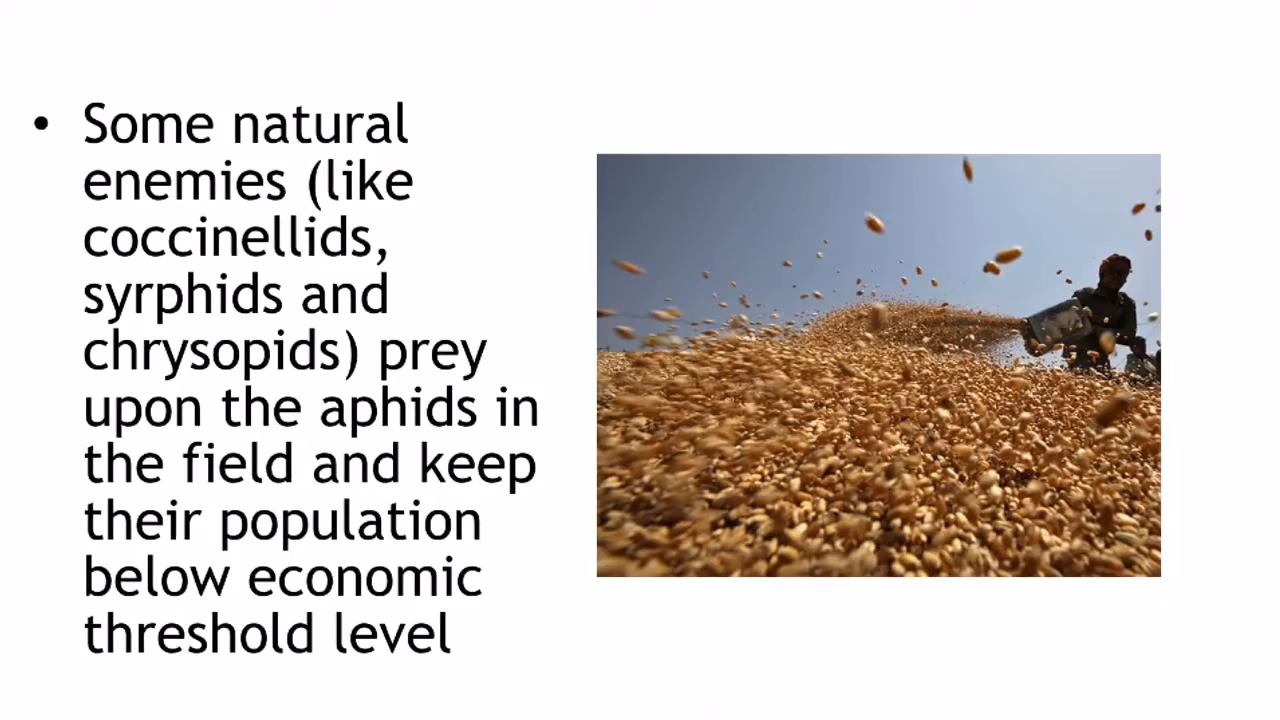 • Some natural
enemies (like
coccinellids,
syrphids and
chrysopids) prey
upon the aphids in
the field and keep
their population
below economic
threshold level